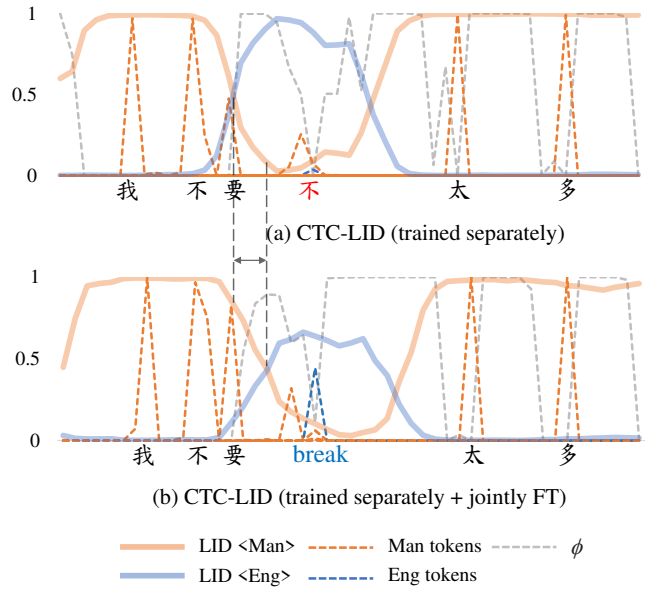 1
0.5
0
我 不 要 不 太 多
(a) CTC-LID (trained separately)
1
0.5
0
我 不 要 break 太 多
(b) CTC-LID (trained separately + jointly FT)
LID <Man> Man tokens ϕ
LID <Eng> Eng tokens